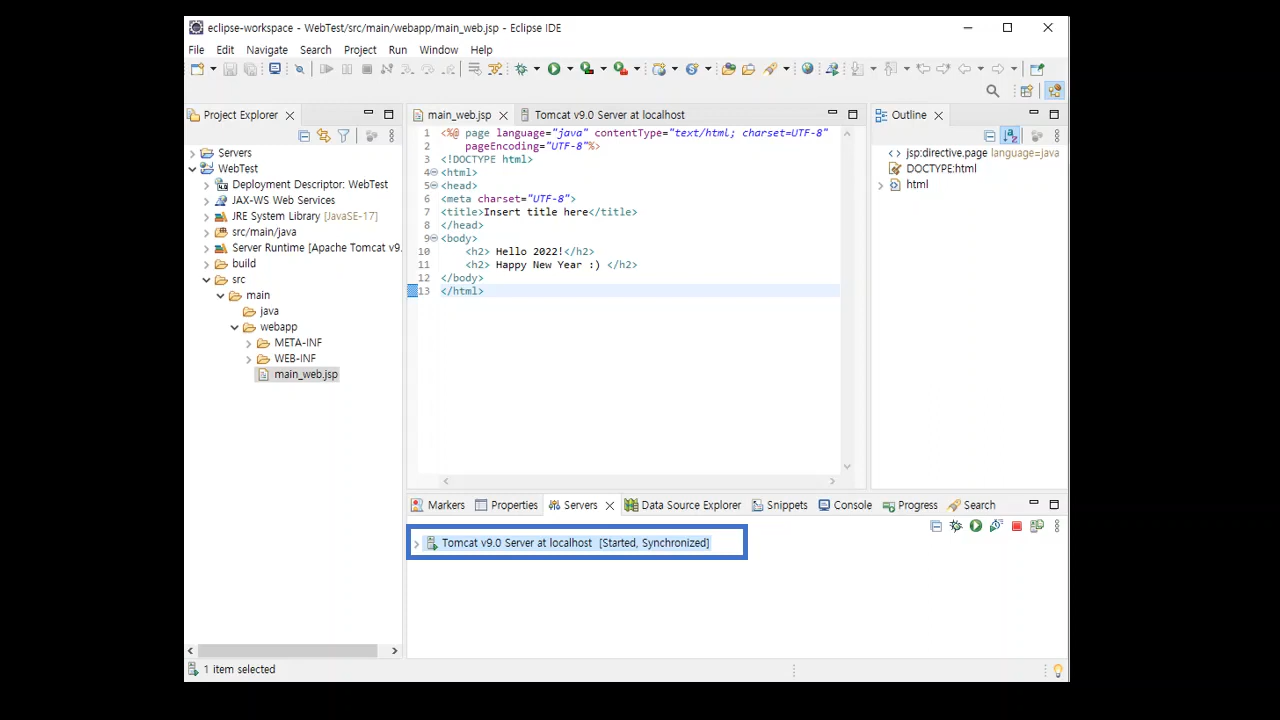 eclipse-workspace - WebTest/src/main/webapp/main_web.jsp - Eclipse IDE
File Edit Navigate Search Project Run Window Help
Project Explorer
Servers
WebTest
Deployment Descriptor: WebTest
JAX-WS Web Services
JRE System Library [JavaSE-17]
src/main/java
Server Runtime [Apache Tomcat v9.
build
src
main
java
webapp
META-INF
WEB-INF
main_web.jsp
main_web.jsp Tomcat v9.0 Server at localhost
1 <%@ page language="java" contentType="text/html; charset=UTF-8"
2 pageEncoding="UTF-8"%>
3 <!DOCTYPE html>
4 <html>
5 <head>
6 <meta charset="UTF-8">
7 <title>Insert title here</title>
8 </head>
9 <body>
10 <h2> Hello 2022!</h2>
11 <h2> Happy New Year :) </h2>
12 </body>
13 </html>
Outline
jsp:directive.page language=java
DOCTYPE:html
html
Markers Properties Servers Data Source Explorer Snippets Console Progress Search
Tomcat v9.0 Server at localhost [Started, Synchronized]
1 item selected